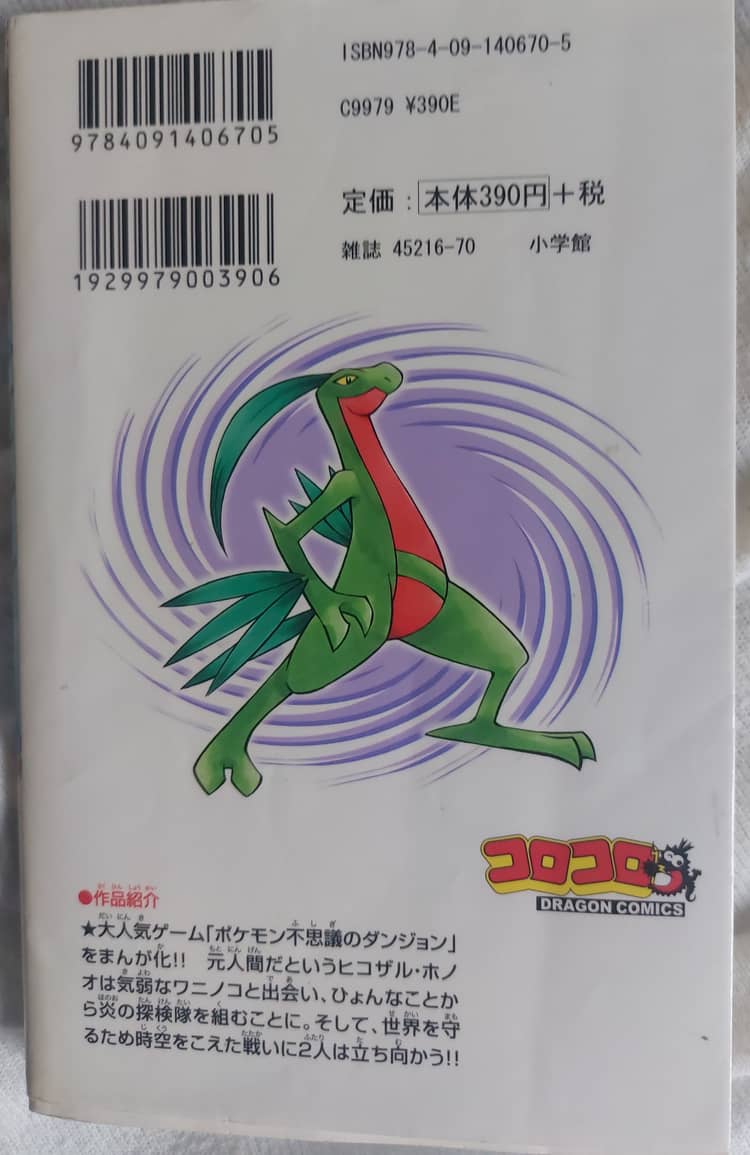 ISBN978-4-09-140670-5
9784091406705
C9979 ¥390E
定価：本体390円＋税
1929979003906
雑誌 45216-70 小学館
コロコロ
DRAGON COMICS
●作品紹介
★大人気ゲーム「ポケモン不思議のダンジョン」
をまんが化!! 元人間だというヒコザル・ホノ
オは気弱なワニノコと出会い、ひょんなことか
ら炎の探検隊を組むことに。そして、世界を守
るため時空をこえた戦いに2人は立ち向かう!!